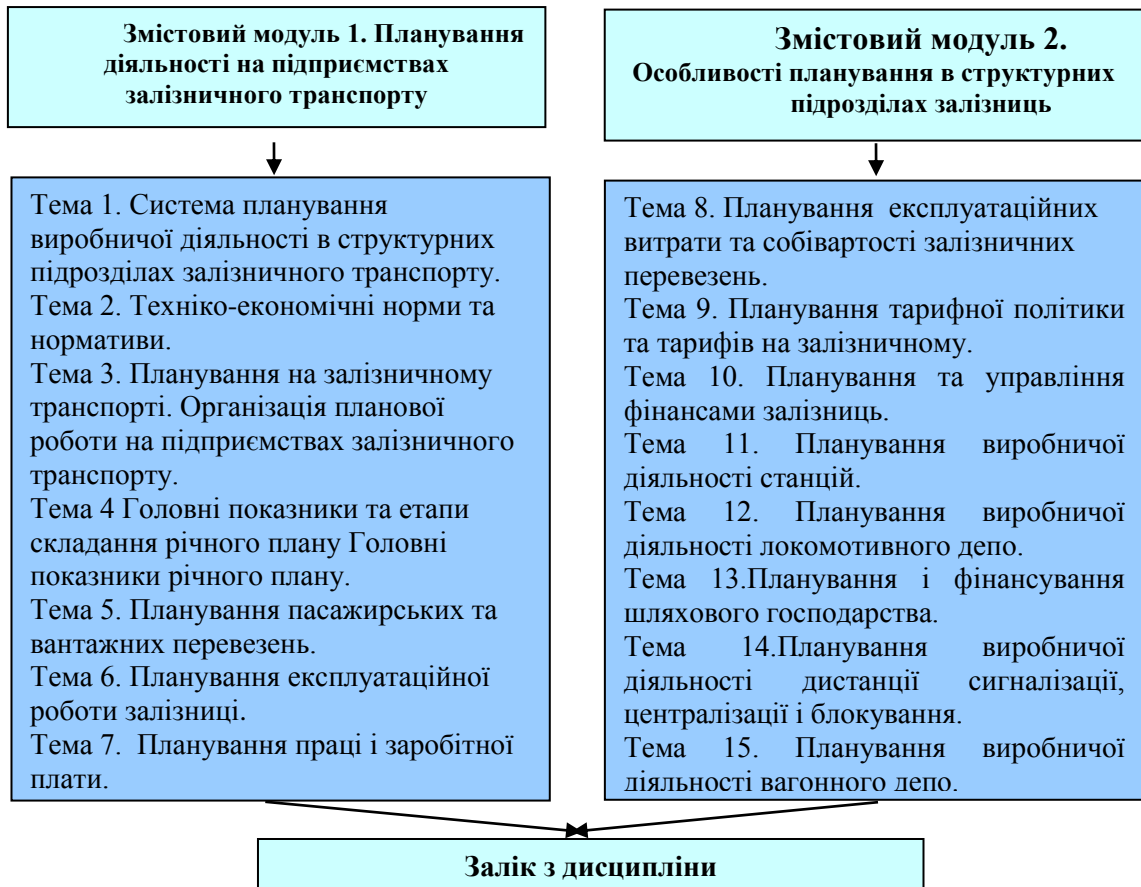 Змістовий модуль 1. Планування
діяльності на підприємствах
залізничного транспорту
Тема 1. Система планування
виробничої діяльності в структурних
підрозділах залізничного транспорту.
Тема 2. Техніко-економічні норми та
нормативи.
Тема 3. Планування на залізничному
транспорті. Організація планової
роботи на підприємствах залізничного
транспорту.
Тема 4 Головні показники та етапи
складання річного плану Головні
показники річного плану.
Тема 5. Планування пасажирських та
вантажних перевезень.
Тема 6. Планування експлуатаційної
роботи залізниці.
Тема 7. Планування праці і заробітної
плати.
Змістовий модуль 2.
Особливості планування в структурних
підрозділах залізниць
Тема 8. Планування експлуатаційних
витрати та собівартості залізничних
перевезень.
Тема 9. Планування тарифної політики
та тарифів на залізничному.
Тема 10. Планування та управління
фінансами залізниць.
Тема 11. Планування виробничої
діяльності станцій.
Тема 12. Планування виробничої
діяльності локомотивного депо.
Тема 13.Планування і фінансування
шляхового господарства.
Тема 14.Планування виробничої
діяльності дистанції сигналізації,
централізації і блокування.
Тема 15. Планування виробничої
діяльності вагонного депо.
Залік з дисципліни